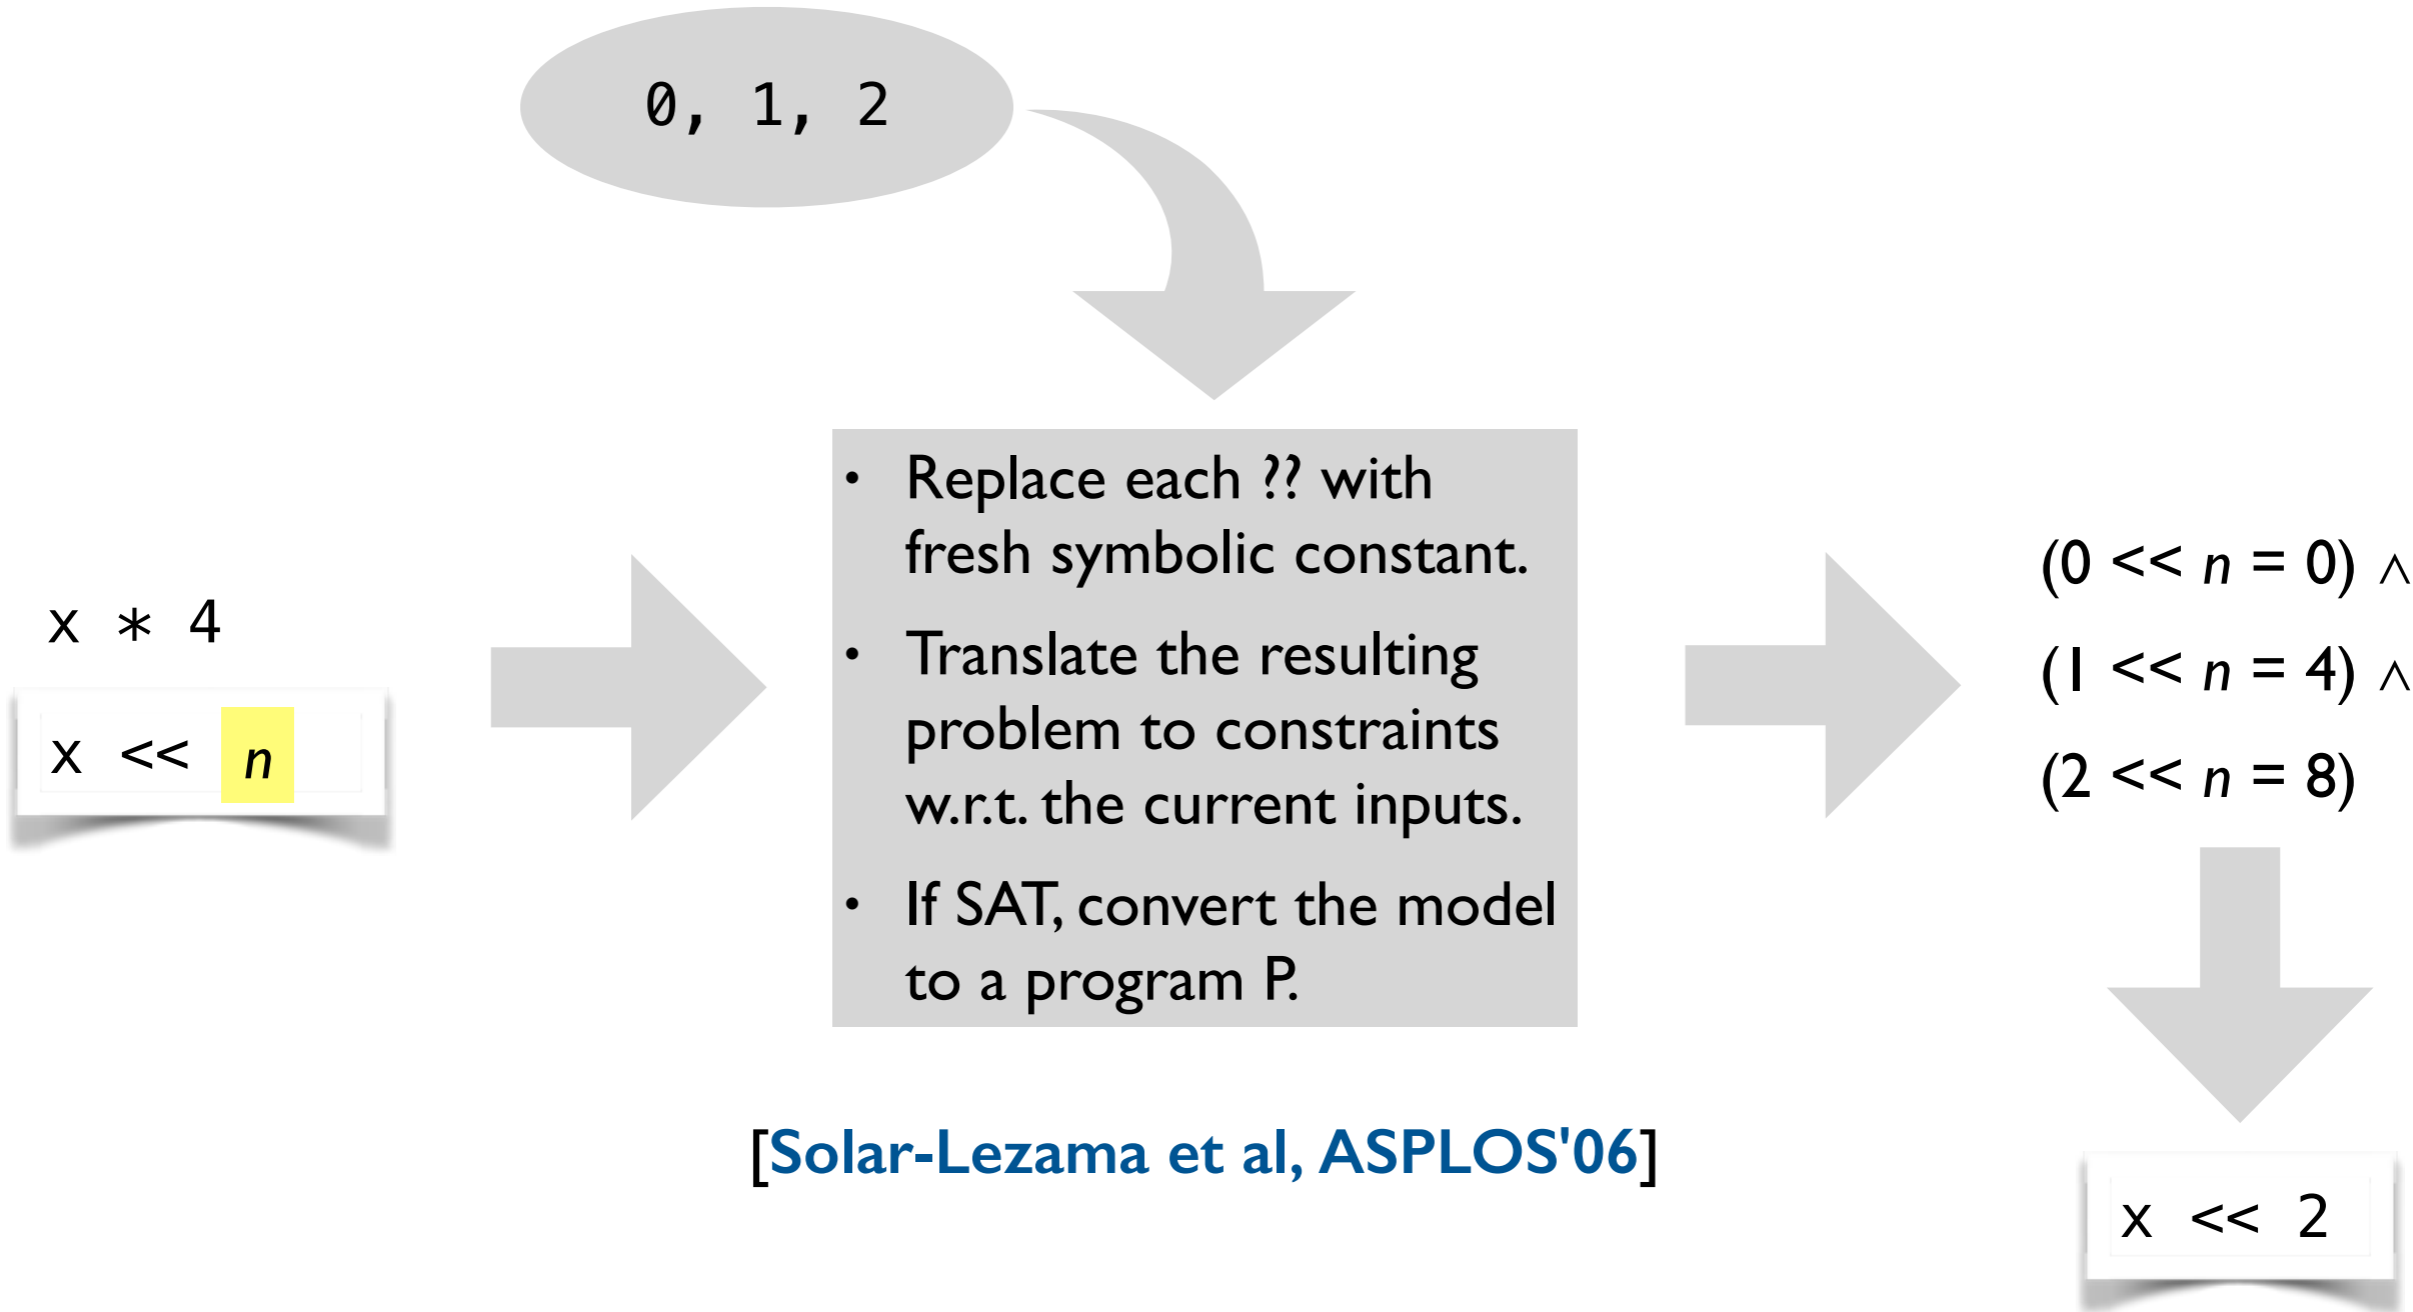 0, 1, 2
x * 4
x << n
• Replace each ?? with
fresh symbolic constant.
• Translate the resulting
problem to constraints
w.r.t. the current inputs.
• If SAT, convert the model
to a program P.
(0 << n = 0) ∧
(1 << n = 4) ∧
(2 << n = 8)
[Solar-Lezama et al, ASPLOS'06]
x << 2